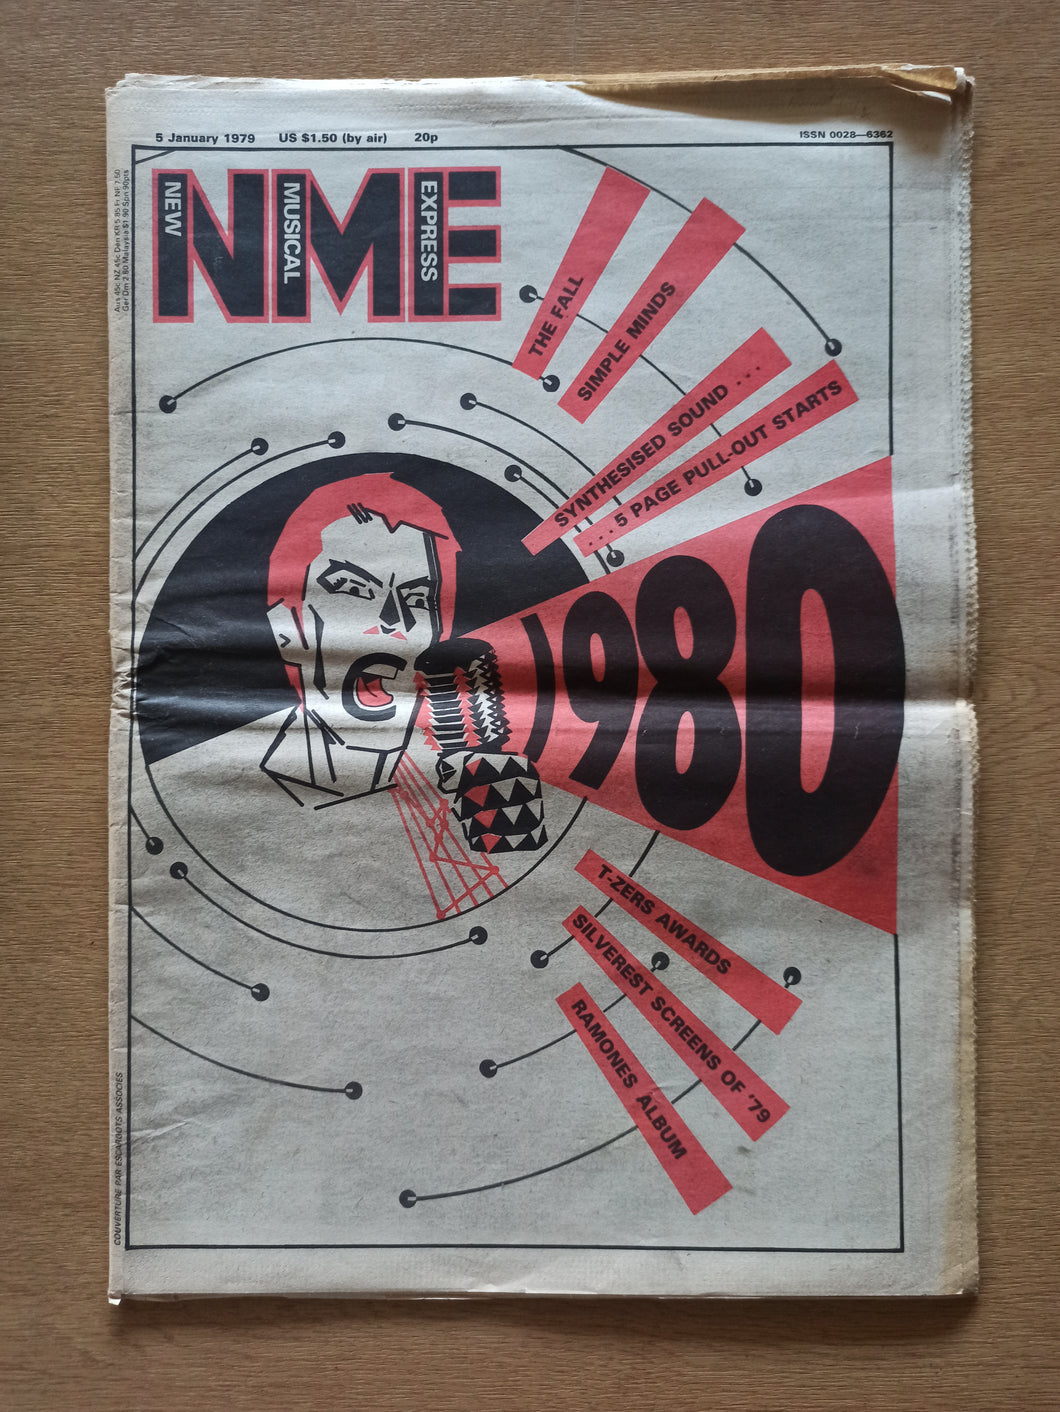 5 January 1979 US $1.50 (by air) 20p
ISSN 0028—6362
NME
NEW
MUSICAL
EXPRESS
THE FALL
SIMPLE MINDS
SYNTHESISED SOUND . . .
. . . 5 PAGE PULL-OUT STARTS
1980
T-ZERS AWARDS
SILVEREST SCREENS OF '79
RAMONES ALBUM
COUVERTURE PAR ESCARGOTS ASSOCIES